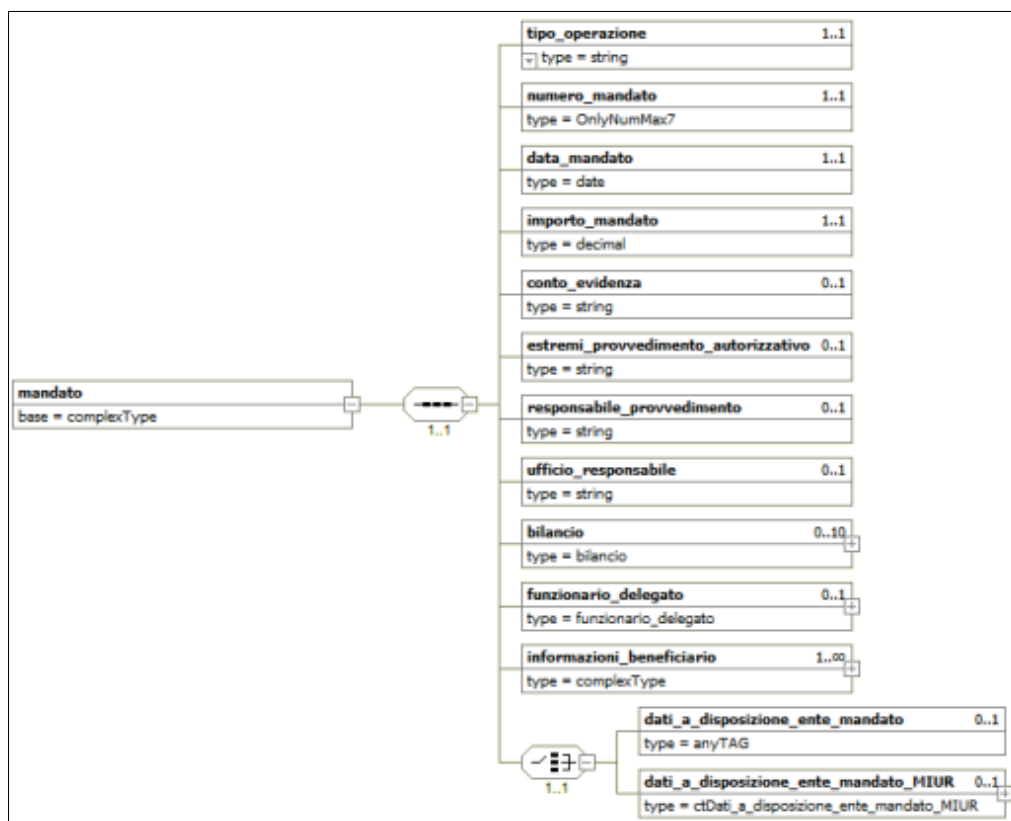 tipo_operazione 1..1
type = string
numero_mandato 1..1
type = OnlyNumMax7
data_mandato 1..1
type = date
importo_mandato 1..1
type = decimal
conto_evidenza 0..1
type = string
estremi_provvedimento_autorizzativo 0..1
type = string
mandato
base = complexType
1..1
responsabile_provvedimento 0..1
type = string
ufficio_responsabile 0..1
type = string
bilancio 0..10
type = bilancio
funzionario_delegato 0..1
type = funzionario_delegato
informazioni_beneficiario 1..∞
type = complexType
1..1
dati_a_disposizione_ente_mandato 0..1
type = anyTAG
dati_a_disposizione_ente_mandato_MIUR 0..1
type = ctDati_a_disposizione_ente_mandato_MIUR